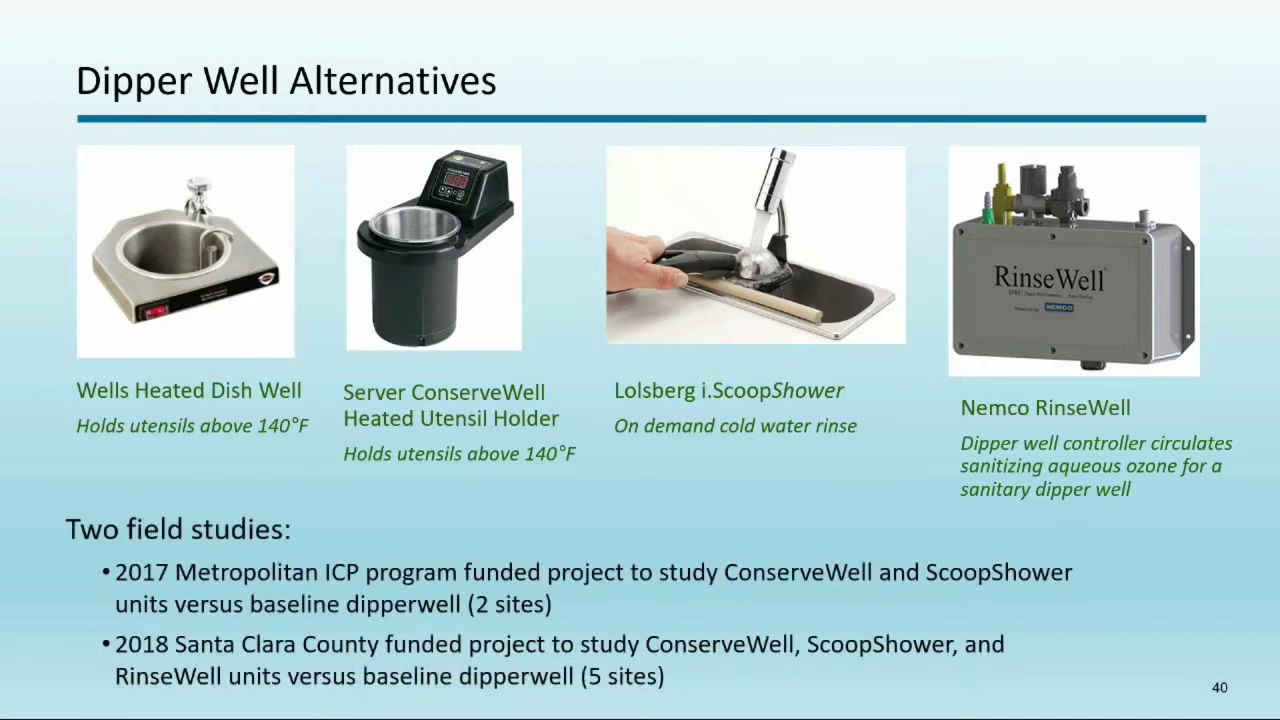 Dipper Well Alternatives
RinseWell
NEMCO
Wells Heated Dish Well
Holds utensils above 140°F
Server ConserveWell
Heated Utensil Holder
Holds utensils above 140°F
Lolsberg i.ScoopShower
On demand cold water rinse
Nemco RinseWell
Dipper well controller circulates
sanitizing aqueous ozone for a
sanitary dipper well
Two field studies:
•2017 Metropolitan ICP program funded project to study ConserveWell and ScoopShower
units versus baseline dipperwell (2 sites)
•2018 Santa Clara County funded project to study ConserveWell, ScoopShower, and
RinseWell units versus baseline dipperwell (5 sites)
40